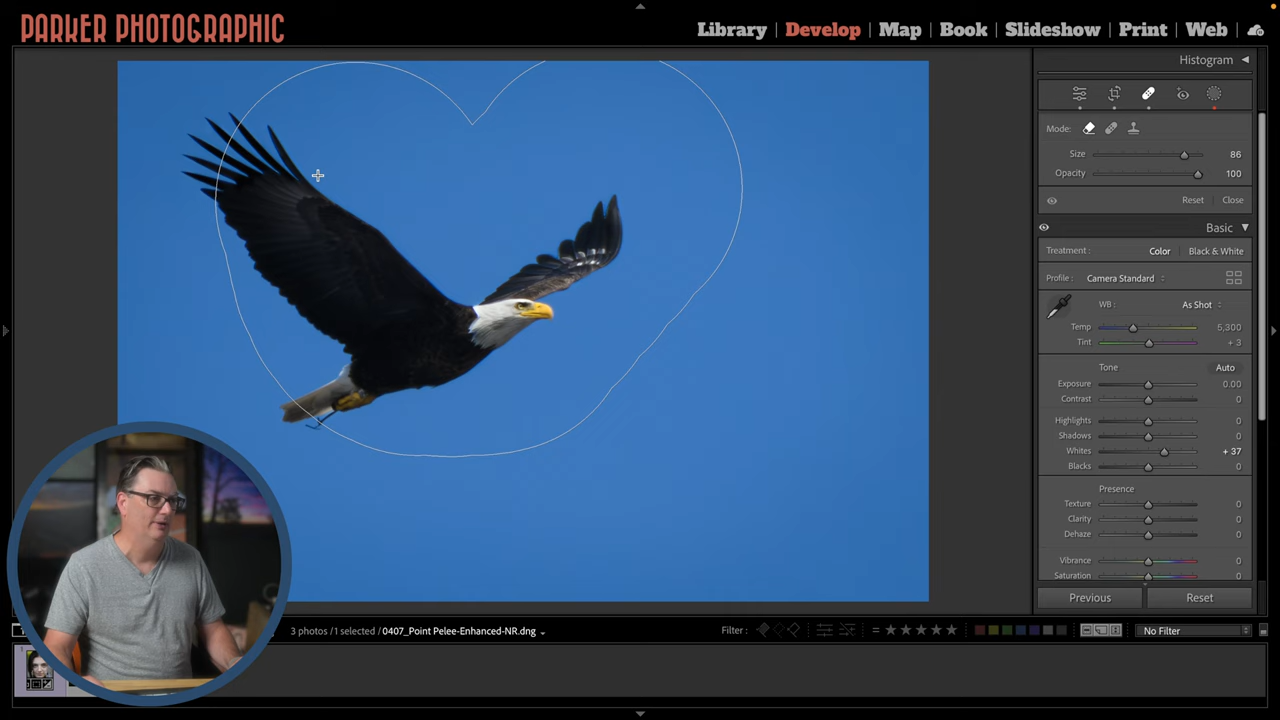 PARKER PHOTOGRAPHIC
Library | Develop | Map | Book | Slideshow | Print | Web
Histogram
Mode:
Size 86
Opacity 100
Reset Close
Basic
Treatment: Color Black & White
Profile: Camera Standard
WB: As Shot
Temp 5,300
Tint + 3
Tone Auto
Exposure 0.00
Contrast 0
Highlights 0
Shadows 0
Whites + 37
Blacks 0
Presence
Texture 0
Clarity 0
Dehaze 0
Vibrance 0
Saturation 0
Previous Reset
3 photos / 1 selected / 0407_Point Pelee-Enhanced-NR.dng
Filter: No Filter